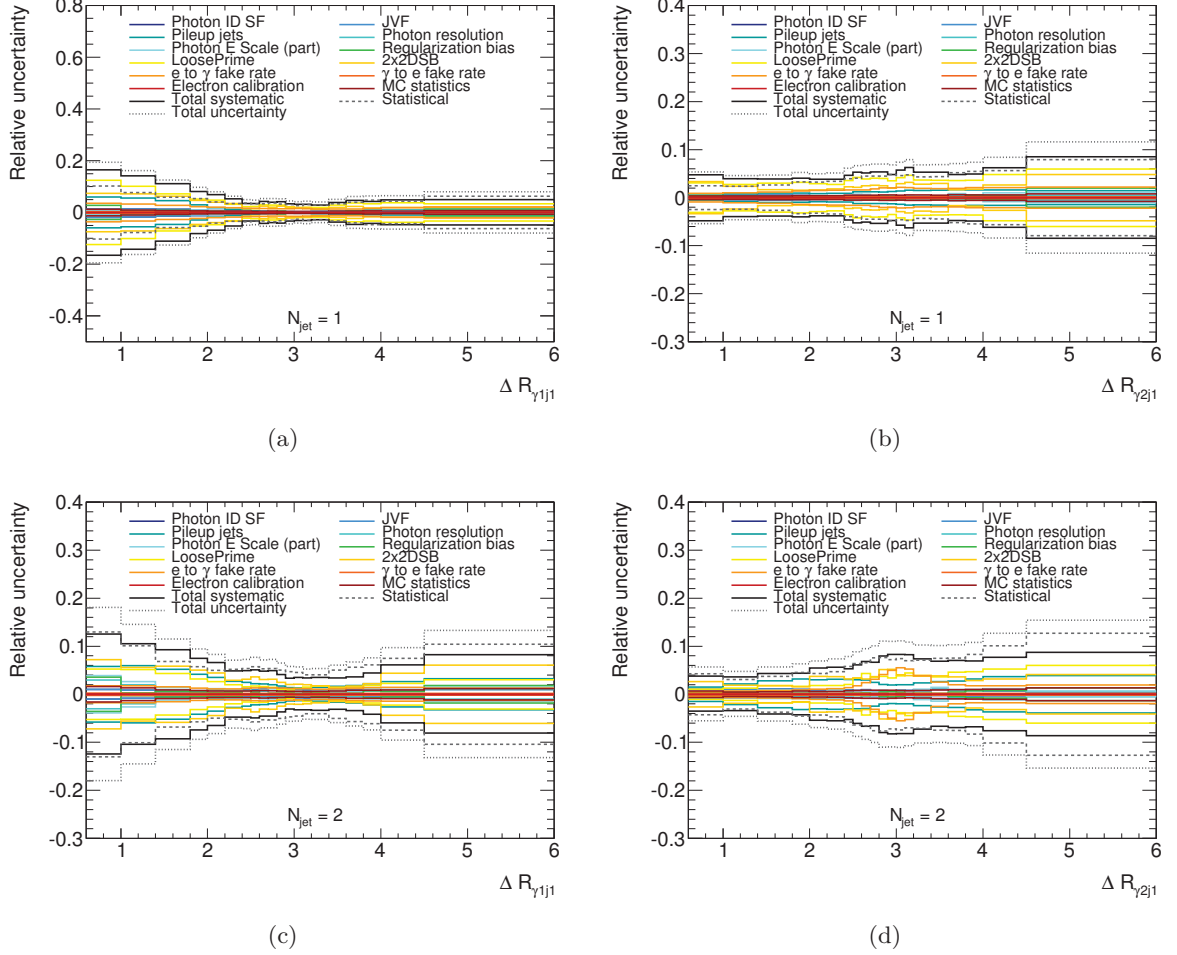 Relative uncertainty
0.8
0.6
0.4
0.2
0
-0.2
-0.4
Photon ID SF
JVF
Pileup jets
Photon resolution
Photon E Scale (part)
Regularization bias
LoosePrime
2x2DSB
e to γ fake rate
γ to e fake rate
Electron calibration
MC statistics
Total systematic
Statistical
Total uncertainty
N_jet = 1
1 2 3 4 5 6
Δ R_γ1j1
(a)
Relative uncertainty
0.4
0.3
0.2
0.1
0
-0.1
-0.2
-0.3
Photon ID SF
JVF
Pileup jets
Photon resolution
Photon E Scale (part)
Regularization bias
LoosePrime
2x2DSB
e to γ fake rate
γ to e fake rate
Electron calibration
MC statistics
Total systematic
Statistical
Total uncertainty
N_jet = 1
1 2 3 4 5 6
Δ R_γ2j1
(b)
Relative uncertainty
0.4
0.3
0.2
0.1
0
-0.1
-0.2
-0.3
Photon ID SF
JVF
Pileup jets
Photon resolution
Photon E Scale (part)
Regularization bias
LoosePrime
2x2DSB
e to γ fake rate
γ to e fake rate
Electron calibration
MC statistics
Total systematic
Statistical
Total uncertainty
N_jet = 2
1 2 3 4 5 6
Δ R_γ1j1
(c)
Relative uncertainty
0.4
0.3
0.2
0.1
0
-0.1
-0.2
-0.3
Photon ID SF
JVF
Pileup jets
Photon resolution
Photon E Scale (part)
Regularization bias
LoosePrime
2x2DSB
e to γ fake rate
γ to e fake rate
Electron calibration
MC statistics
Total systematic
Statistical
Total uncertainty
N_jet = 2
1 2 3 4 5 6
Δ R_γ2j1
(d)